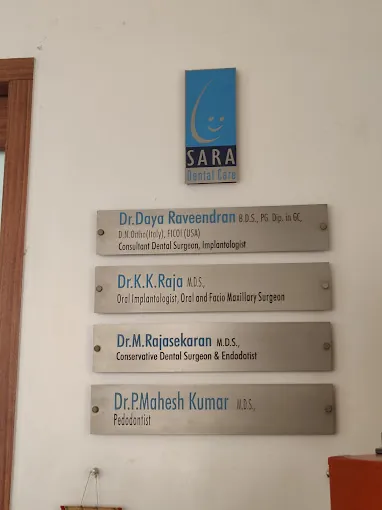 SARA
Dental Care
Dr.Daya Raveendran B.D.S., PG. Dip. in GC,
D.N.Ortho(Italy), FICOI (USA)
Consultant Dental Surgeon, Implantologist
Dr.K.K.Raja M.D.S.,
Oral Implantologist, Oral and Facio Maxillary Surgeon
Dr.M.Rajasekaran M.D.S.,
Conservative Dental Surgeon & Endodotist
Dr.P.Mahesh Kumar M.D.S.,
Pedodontist